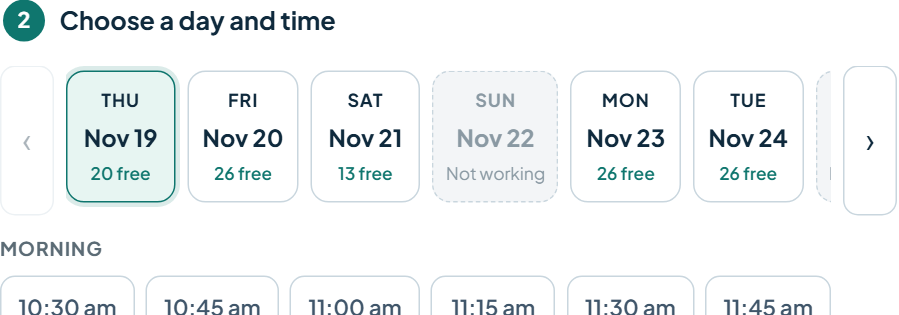 2 Choose a day and time
‹ THU FRI SAT SUN MON TUE ›
Nov 19 Nov 20 Nov 21 Nov 22 Nov 23 Nov 24
20 free 26 free 13 free Not working 26 free 26 free
MORNING
10:30 am 10:45 am 11:00 am 11:15 am 11:30 am 11:45 am